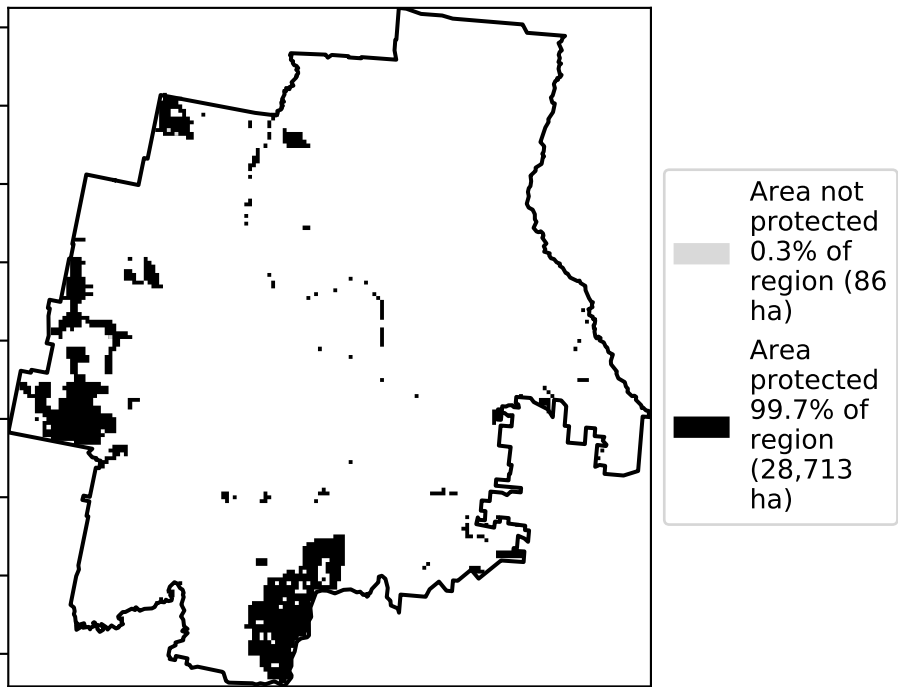 Area not
protected
0.3% of
region (86
ha)
Area
protected
99.7% of
region
(28,713
ha)